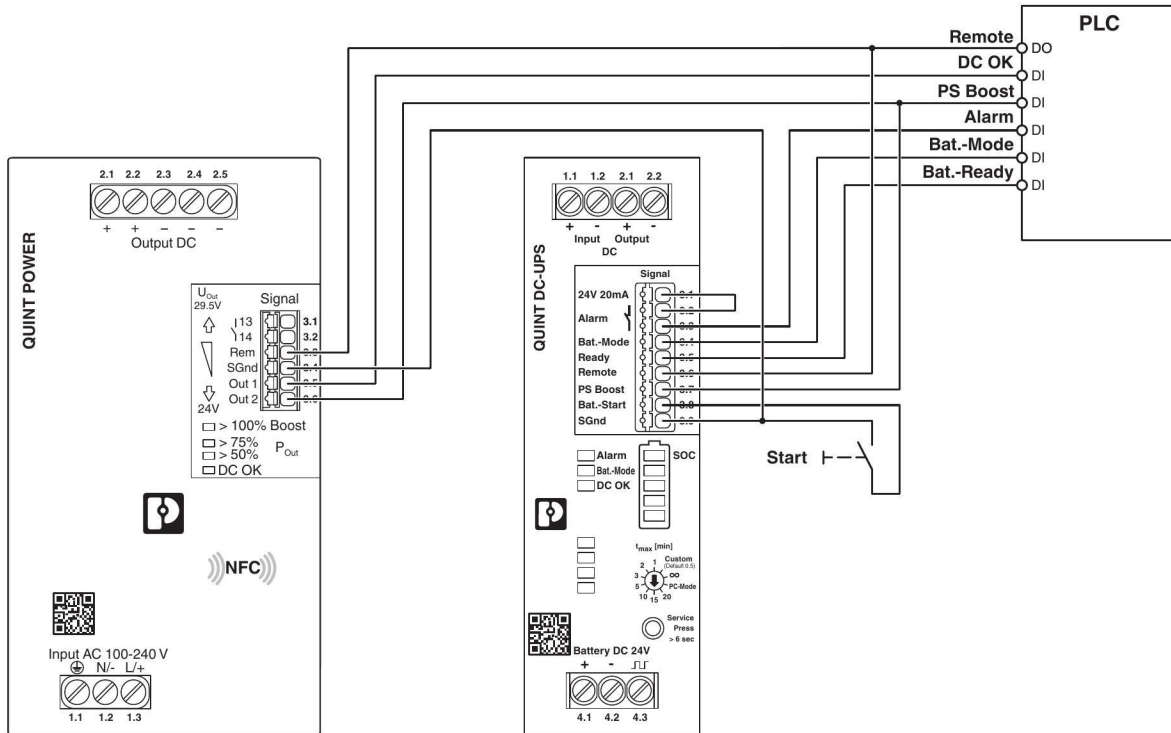 PLC
Remote
DO
DC OK
DI
PS Boost
DI
Alarm
DI
Bat.-Mode
DI
Bat.-Ready
DI
QUINT POWER
2.1 2.2 2.3 2.4 2.5
+ + – – –
Output DC
UOut
29.5V
24V
Signal
13
14
Rem
SGnd
Out 1
Out 2
3.1
3.2
> 100% Boost
> 75%
> 50%
POut
DC OK
NFC
Input AC 100-240 V
N/- L/+
1.1 1.2 1.3
QUINT DC-UPS
1.1 1.2 2.1 2.2
+ - + -
Input Output
DC
Signal
24V 20mA
Alarm
Bat.-Mode
Ready
Remote
PS Boost
Bat.-Start
SGnd
Alarm
Bat.-Mode
DC OK
SOC
Start
tmax [min]
Custom
(Default 0.5)
1
2
3
5
10
15
20
∞
PC-Mode
Service
Press
> 6 sec
Battery DC 24V
+ -
4.1 4.2 4.3